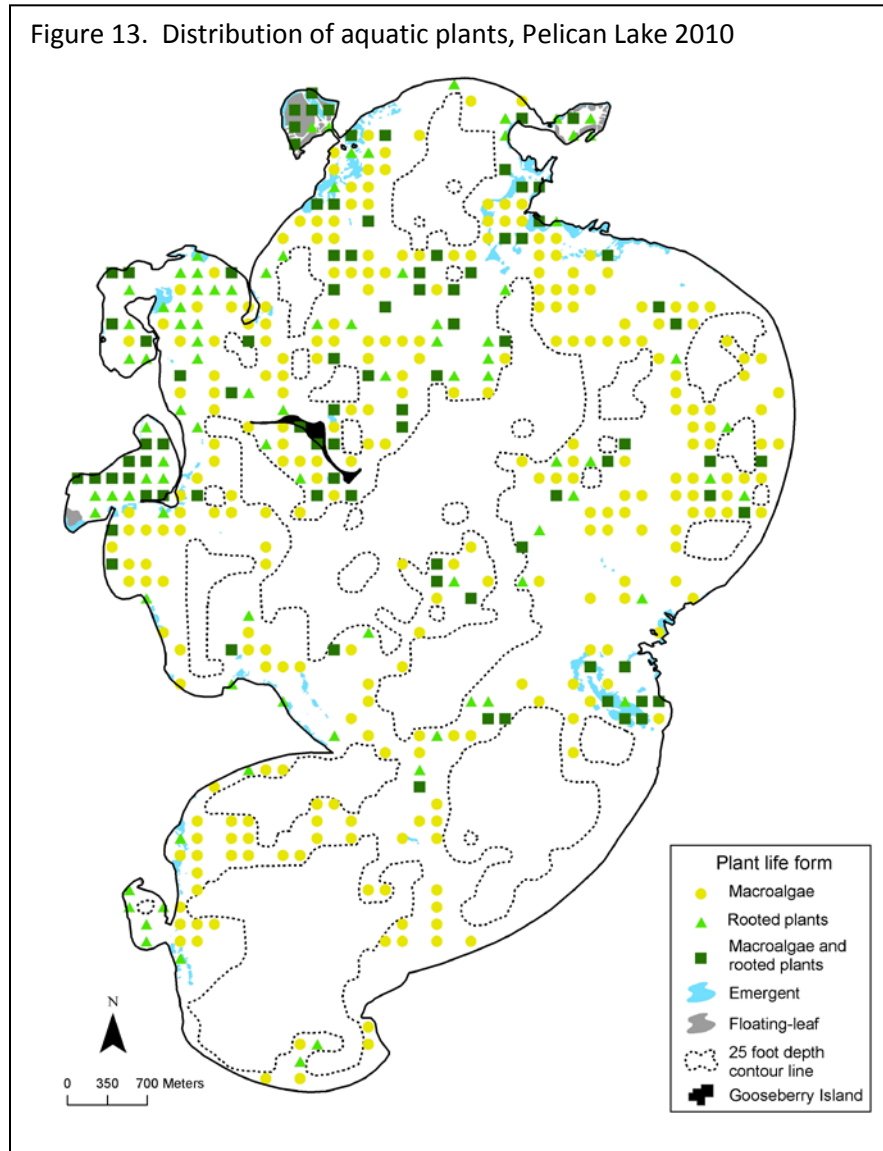 Figure 13.  Distribution of aquatic plants, Pelican Lake 2010
Plant life form
Macroalgae
Rooted plants
Macroalgae and
rooted plants
Emergent
Floating-leaf
25 foot depth
contour line
Gooseberry Island
N
0 350 700 Meters